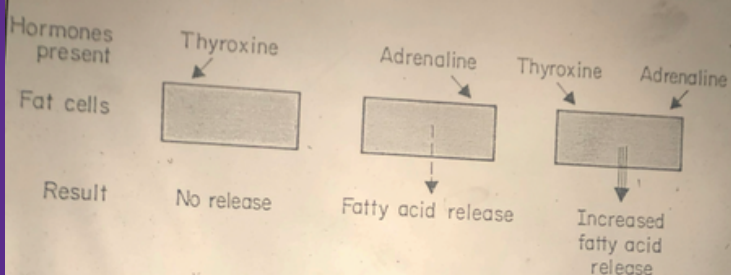 Hormones
present
Thyroxine
Adrenaline
Thyroxine
Adrenaline
Fat cells
Result
No release
Fatty acid release
Increased
fatty acid
release